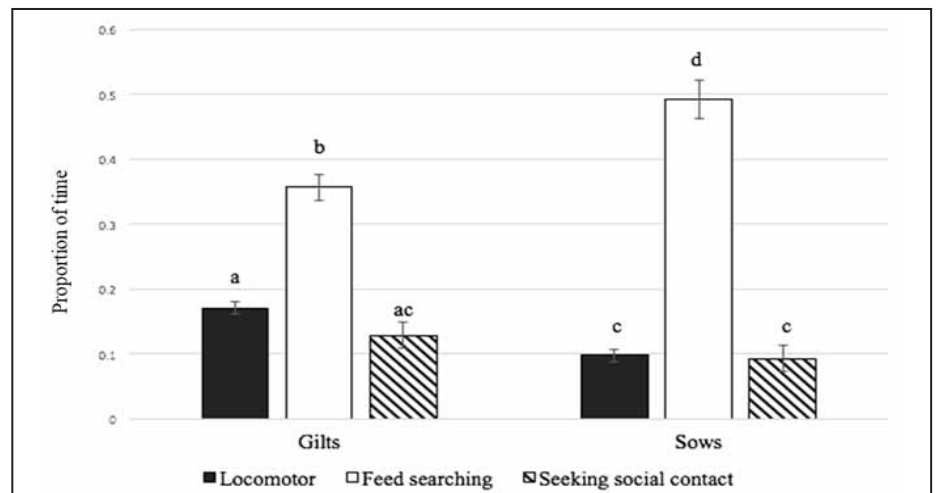 0.6
d
0.5
b
0.4
0.3
a
0.2
ac
c
c
0.1
0
Proportion of time
Gilts
Sows
Locomotor
Feed searching
Seeking social contact